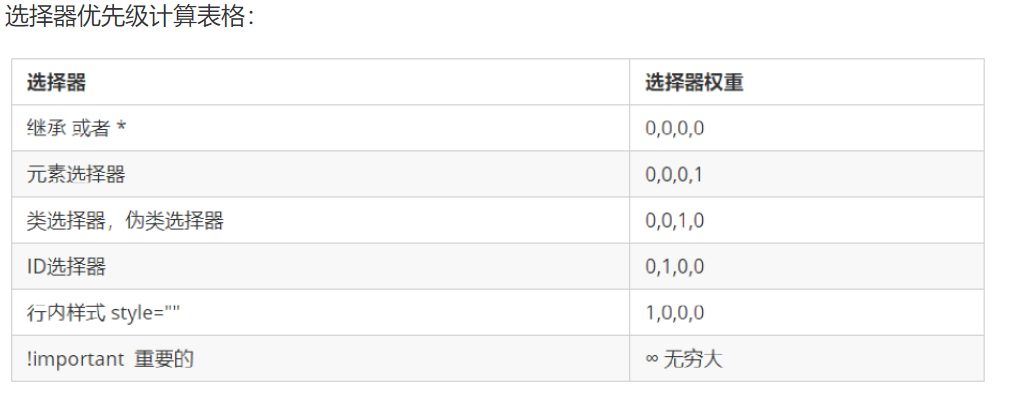 选择器优先级计算表格：
选择器 选择器权重
继承 或者 * 0,0,0,0
元素选择器 0,0,0,1
类选择器，伪类选择器 0,0,1,0
ID选择器 0,1,0,0
行内样式 style="" 1,0,0,0
!important 重要的 ∞ 无穷大